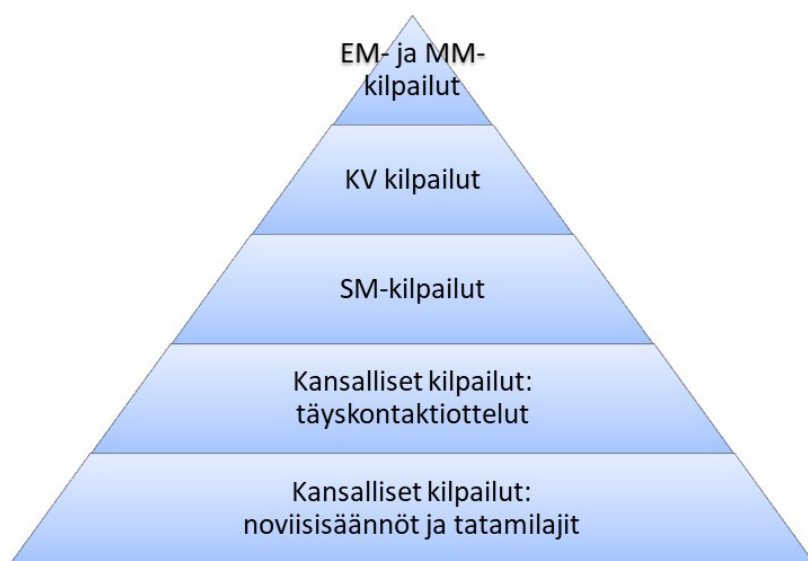 EM- ja MM-
kilpailut
KV kilpailut
SM-kilpailut
Kansalliset kilpailut:
täyskontaktiottelut
Kansalliset kilpailut:
noviisisäännöt ja tatamilajit